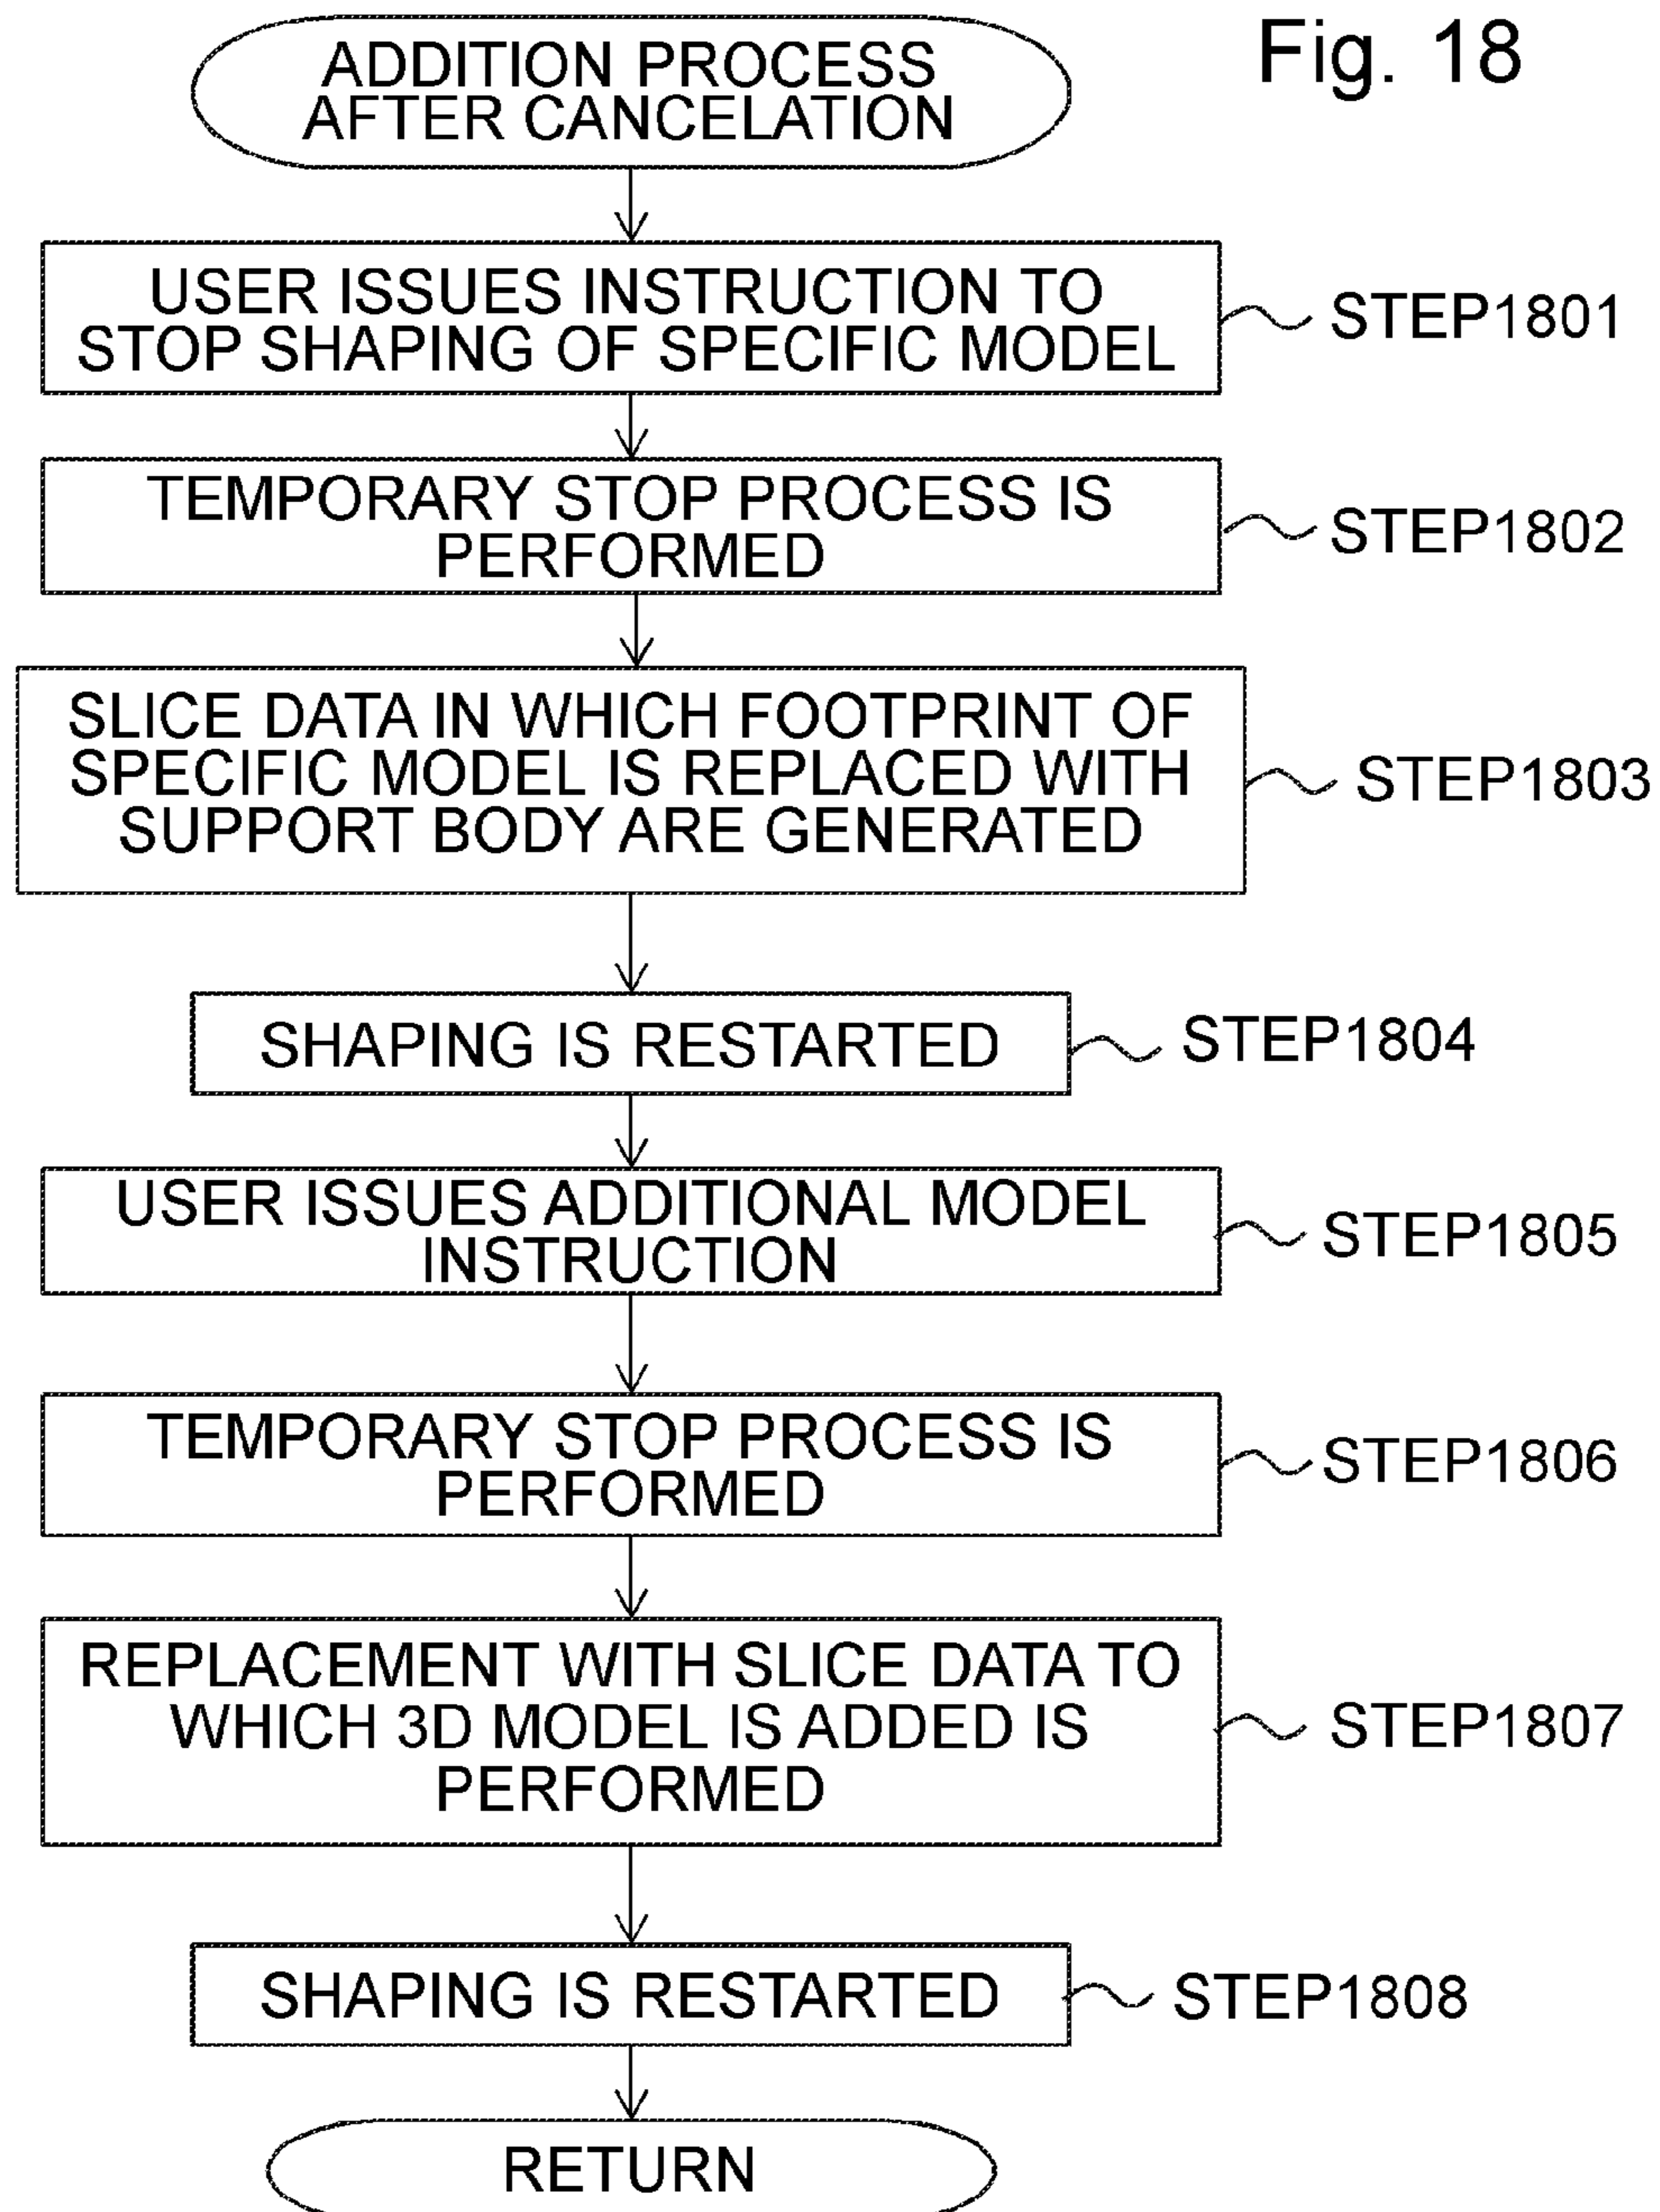 Fig. 18
ADDITION PROCESS
AFTER CANCELATION
USER ISSUES INSTRUCTION TO
STOP SHAPING OF SPECIFIC MODEL
STEP1801
TEMPORARY STOP PROCESS IS
PERFORMED
STEP1802
SLICE DATA IN WHICH FOOTPRINT OF
SPECIFIC MODEL IS REPLACED WITH
SUPPORT BODY ARE GENERATED
STEP1803
SHAPING IS RESTARTED
STEP1804
USER ISSUES ADDITIONAL MODEL
INSTRUCTION
STEP1805
TEMPORARY STOP PROCESS IS
PERFORMED
STEP1806
REPLACEMENT WITH SLICE DATA TO
WHICH 3D MODEL IS ADDED IS
PERFORMED
STEP1807
SHAPING IS RESTARTED
STEP1808
RETURN